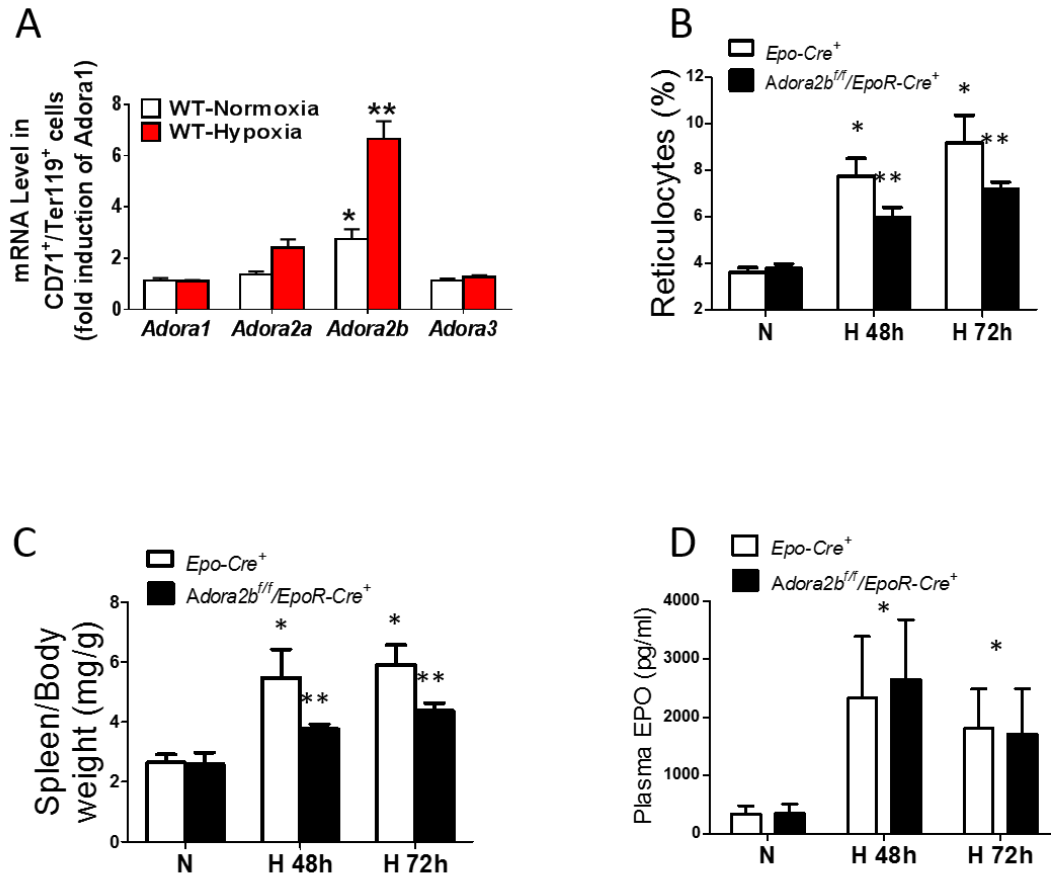 A
mRNA Level in
CD71⁺/Ter119⁺ cells
(fold induction of Adora1)
8
6
4
2
0
WT-Normoxia
WT-Hypoxia
*
**
Adora1 Adora2a Adora2b Adora3
B
Epo-Cre⁺
Adora2b^f/f/EpoR-Cre⁺
Reticulocytes (%)
12
10
8
6
4
2
*
**
*
**
N H 48h H 72h
C
Epo-Cre⁺
Adora2b^f/f/EpoR-Cre⁺
Spleen/Body
weight (mg/g)
8
6
4
2
0
*
**
*
**
N H 48h H 72h
D
Epo-Cre⁺
Adora2b^f/f/EpoR-Cre⁺
Plasma EPO (pg/ml)
4000
3000
2000
1000
0
*
*
N H 48h H 72h